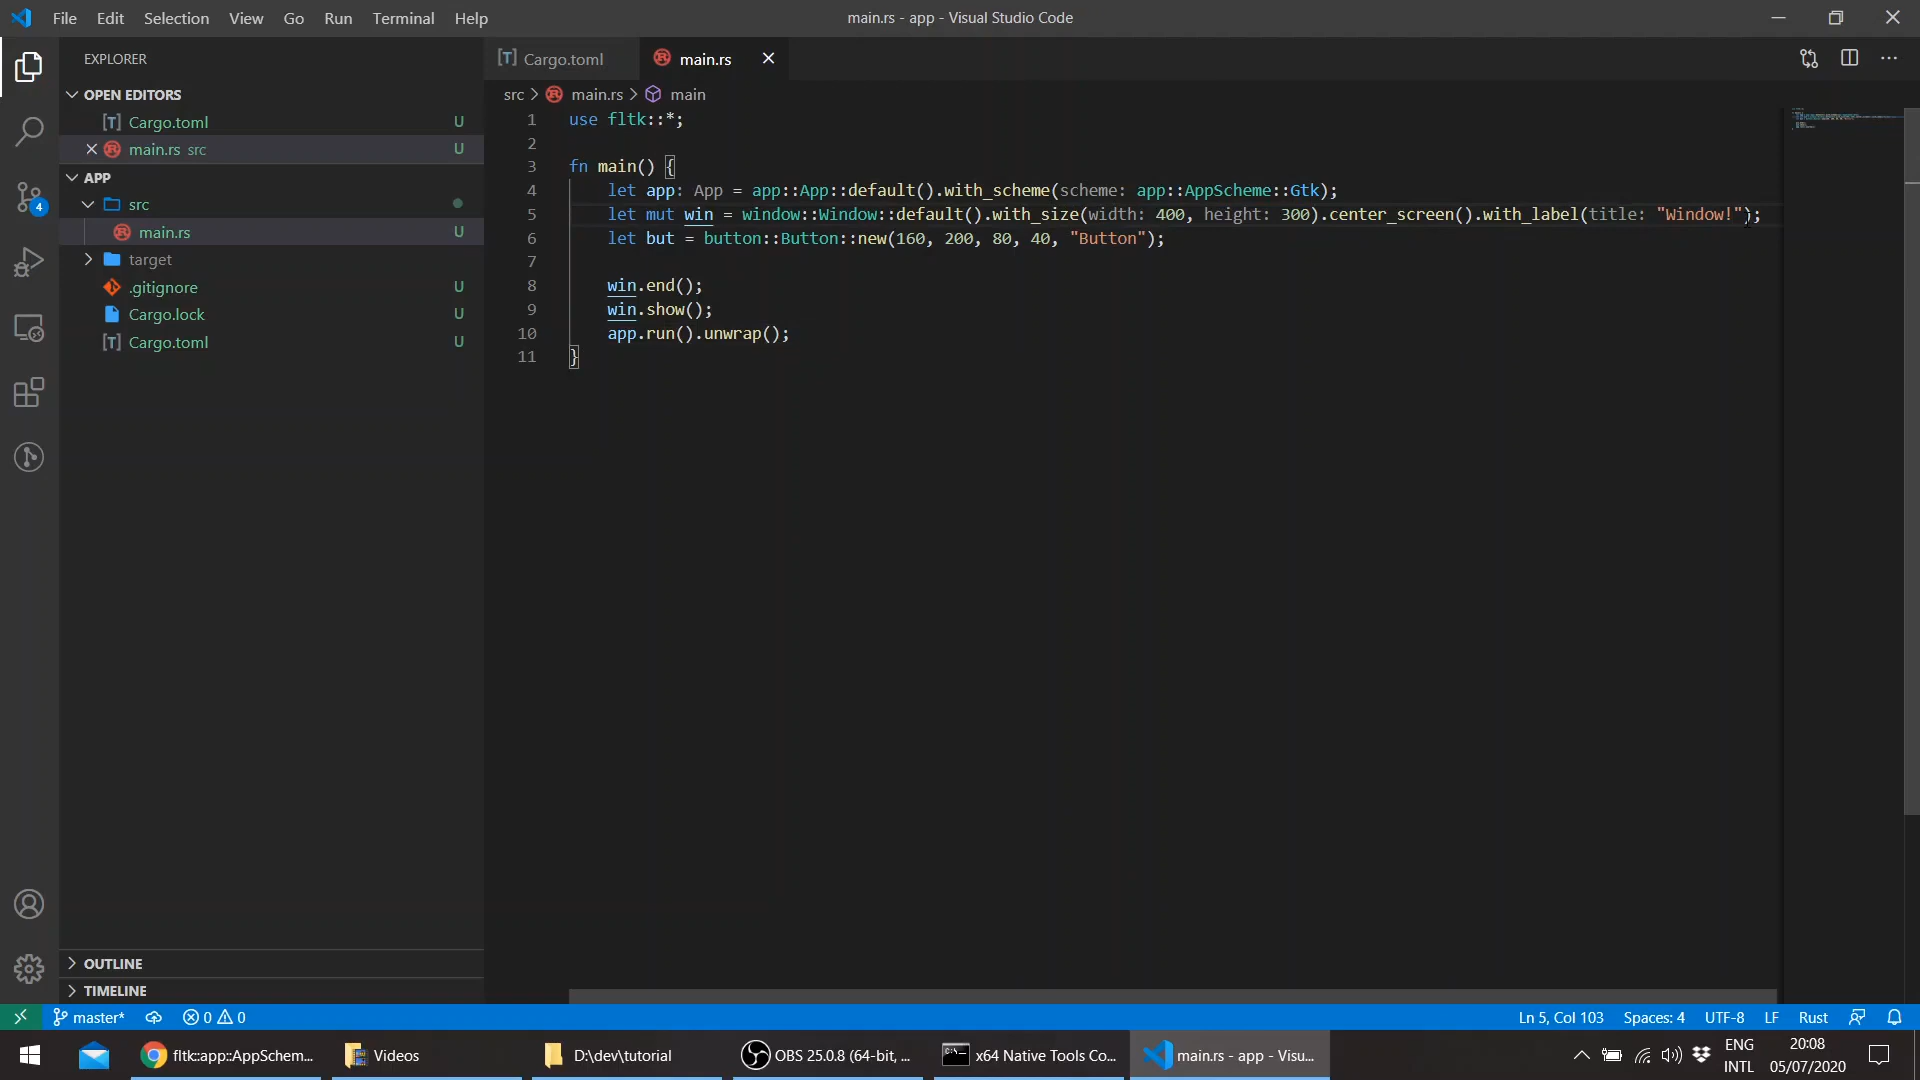 File Edit Selection View Go Run Terminal Help
main.rs - app - Visual Studio Code
EXPLORER
OPEN EDITORS
[T] Cargo.toml U
main.rs src U
APP
src
main.rs U
target
.gitignore U
Cargo.lock U
[T] Cargo.toml U
OUTLINE
TIMELINE
4
[T] Cargo.toml
main.rs
src > main.rs > main
1 use fltk::*;
2
3 fn main() {
4 let app: App = app::App::default().with_scheme(scheme: app::AppScheme::Gtk);
5 let mut win = window::Window::default().with_size(width: 400, height: 300).center_screen().with_label(title: "Window!");
6 let but = button::Button::new(160, 200, 80, 40, "Button");
7
8 win.end();
9 win.show();
10 app.run().unwrap();
11 }
master* 0 0
Ln 5, Col 103 Spaces: 4 UTF-8 LF Rust
fltk::app::AppSchem...
Videos
D:\dev\tutorial
OBS 25.0.8 (64-bit, ...
x64 Native Tools Co...
main.rs - app - Visu...
ENG
INTL
20:08
05/07/2020